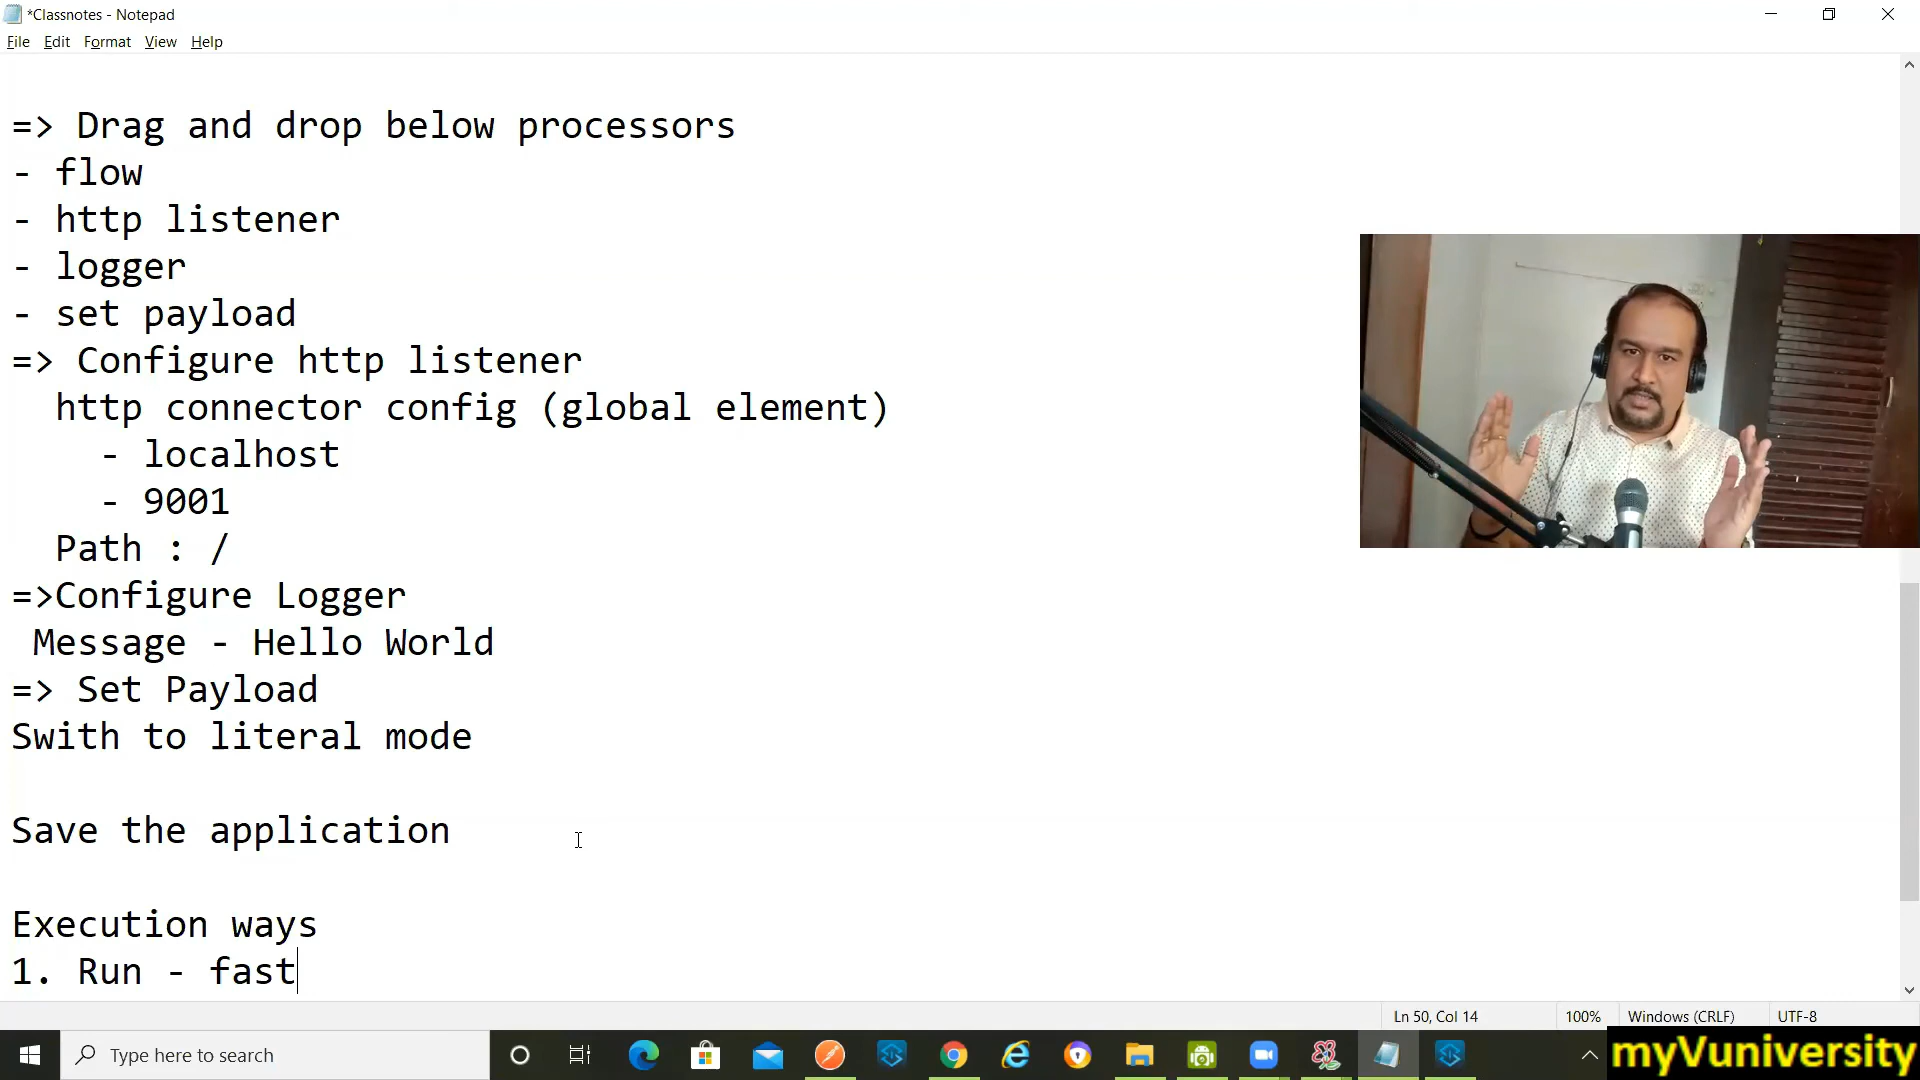 *Classnotes - Notepad
File Edit Format View Help
=> Drag and drop below processors
- flow
- http listener
- logger
- set payload
=> Configure http listener
http connector config (global element)
- localhost
- 9001
Path : /
=>Configure Logger
Message - Hello World
=> Set Payload
Swith to literal mode
Save the application
Execution ways
1. Run - fast
Ln 50, Col 14 100% Windows (CRLF) UTF-8
Type here to search
myVuniversity